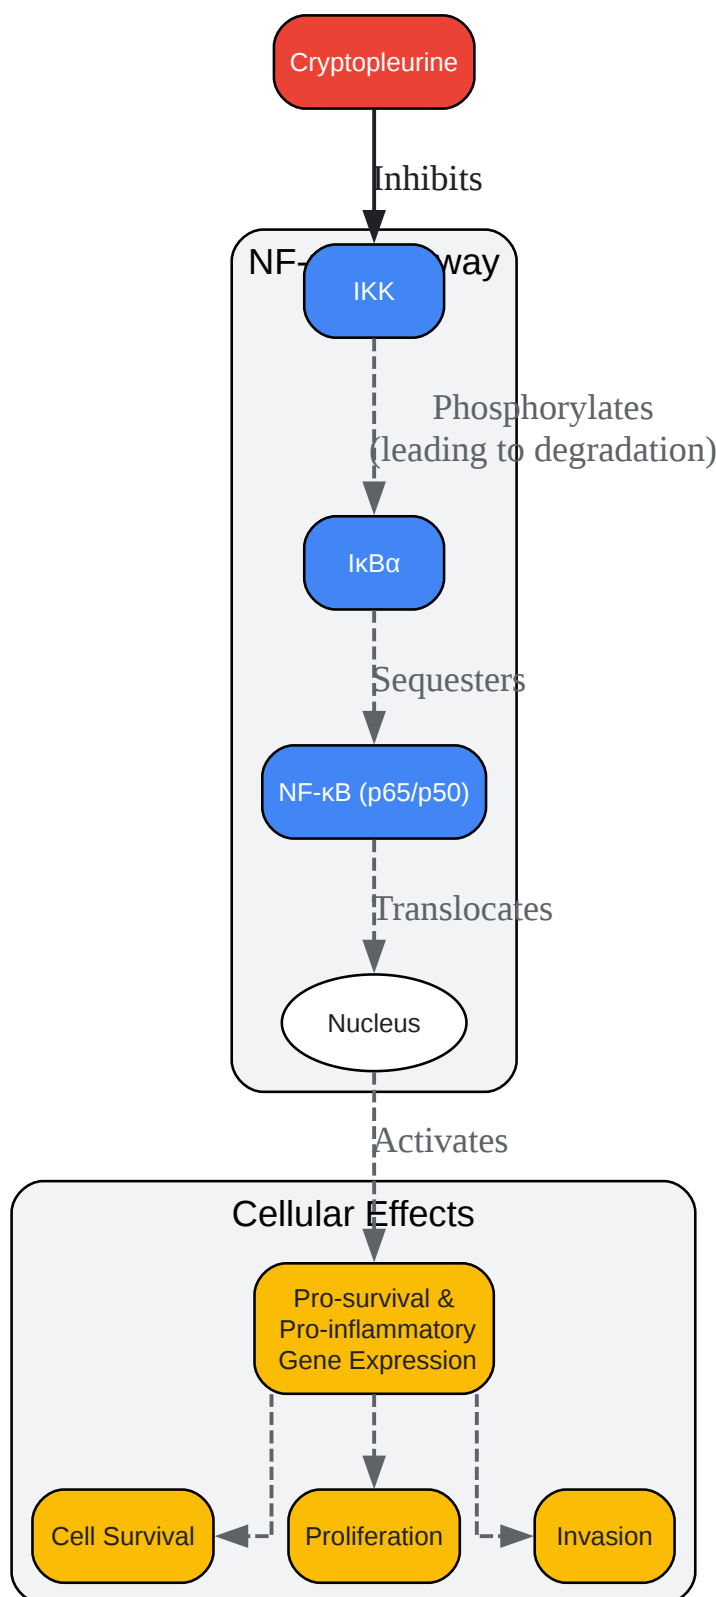 Cryptopleurine
Inhibits
NF-
way
IKK
Phosphorylates
(leading to degradation)
IκBα
Sequesters
NF-κB (p65/p50)
Translocates
Nucleus
Activates
Cellular Effects
Pro-survival &
Pro-inflammatory
Gene Expression
Cell Survival
Proliferation
Invasion